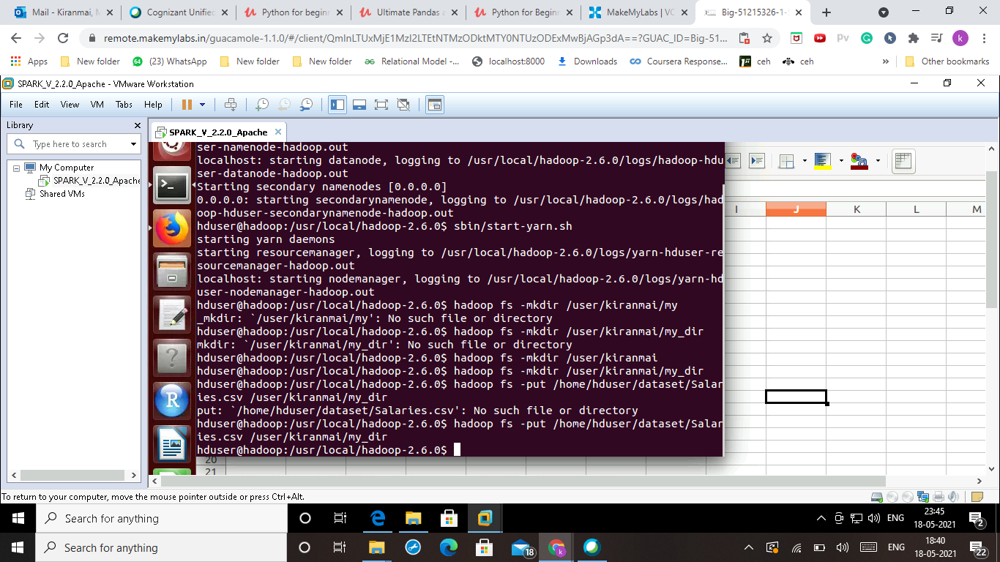 Mail - Kiranmai, M
Cognizant Unified
Python for beginn
Ultimate Pandas a
Python for Beginn
MakeMyLabs | VC
Big-51215326-1-
remote.makemylabs.in/guacamole-1.1.0/#/client/
Apps
New folder
(23) WhatsApp
New folder
New folder
Relational Model -...
localhost:8000
Downloads
Coursera Response...
ceh
ceh
»
Other bookmarks
SPARK_V_2.2.0_Apache - VMware Workstation
File Edit View VM Tabs Help
Library
Type here to search
My Computer
SPARK_V_2.2.0_Apache
Shared VMs
SPARK_V_2.2.0_Apache
ser-namenode-hadoop.out
localhost: starting datanode, logging to /usr/local/hadoop-2.6.0/logs/hadoop-hdu
ser-datanode-hadoop.out
Starting secondary namenodes [0.0.0.0]
0.0.0.0: starting secondarynamenode, logging to /usr/local/hadoop-2.6.0/logs/had
oop-hduser-secondarynamenode-hadoop.out
hduser@hadoop:/usr/local/hadoop-2.6.0$ sbin/start-yarn.sh
starting yarn daemons
starting resourcemanager, logging to /usr/local/hadoop-2.6.0/logs/yarn-hduser-re
sourcemanager-hadoop.out
localhost: starting nodemanager, logging to /usr/local/hadoop-2.6.0/logs/yarn-hd
user-nodemanager-hadoop.out
hduser@hadoop:/usr/local/hadoop-2.6.0$ hadoop fs -mkdir /user/kiranmai/my
_mkdir: `/user/kiranmai/my': No such file or directory
hduser@hadoop:/usr/local/hadoop-2.6.0$ hadoop fs -mkdir /user/kiranmai/my_dir
mkdir: `/user/kiranmai/my_dir': No such file or directory
hduser@hadoop:/usr/local/hadoop-2.6.0$ hadoop fs -mkdir /user/kiranmai
hduser@hadoop:/usr/local/hadoop-2.6.0$ hadoop fs -mkdir /user/kiranmai/my_dir
hduser@hadoop:/usr/local/hadoop-2.6.0$ hadoop fs -put /home/hduser/dataset/Salar
ies.csv /user/kiranmai/my_dir
put: `/home/hduser/dataset/Salaries.csv': No such file or directory
hduser@hadoop:/usr/local/hadoop-2.6.0$ hadoop fs -put /home/hduser/dataset/Salar
ies.csv /user/kiranmai/my_dir
hduser@hadoop:/usr/local/hadoop-2.6.0$
I J K L M
20
21
To return to your computer, move the mouse pointer outside or press Ctrl+Alt.
Search for anything
ENG
23:45
18-05-2021
2
Search for anything
18
ENG
18:40
18-05-2021
22